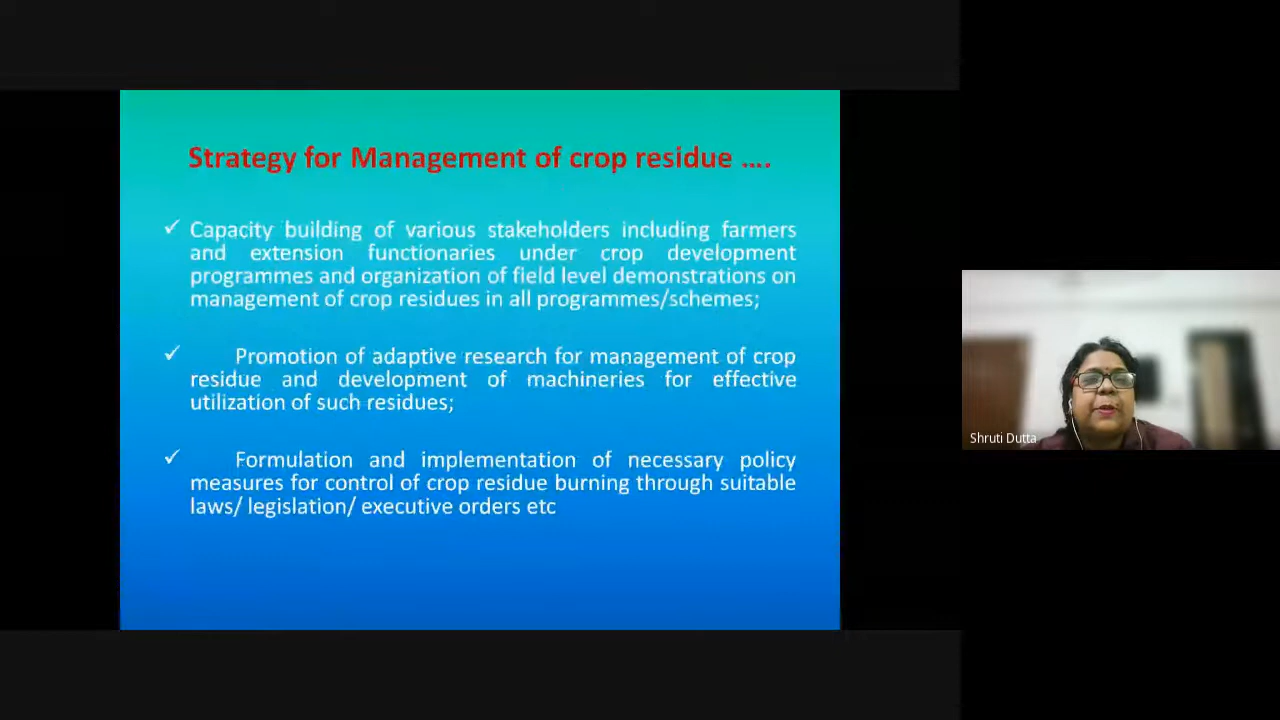 Strategy for Management of crop residue ....
✓ Capacity building of various stakeholders including farmers
and extension functionaries under crop development
programmes and organization of field level demonstrations on
management of crop residues in all programmes/schemes;
✓ Promotion of adaptive research for management of crop
residue and development of machineries for effective
utilization of such residues;
✓ Formulation and implementation of necessary policy
measures for control of crop residue burning through suitable
laws/ legislation/ executive orders etc
Shruti Dutta